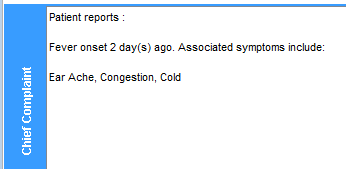 Chief Complaint
Patient reports :
Fever onset 2 day(s) ago. Associated symptoms include:
Ear Ache, Congestion, Cold